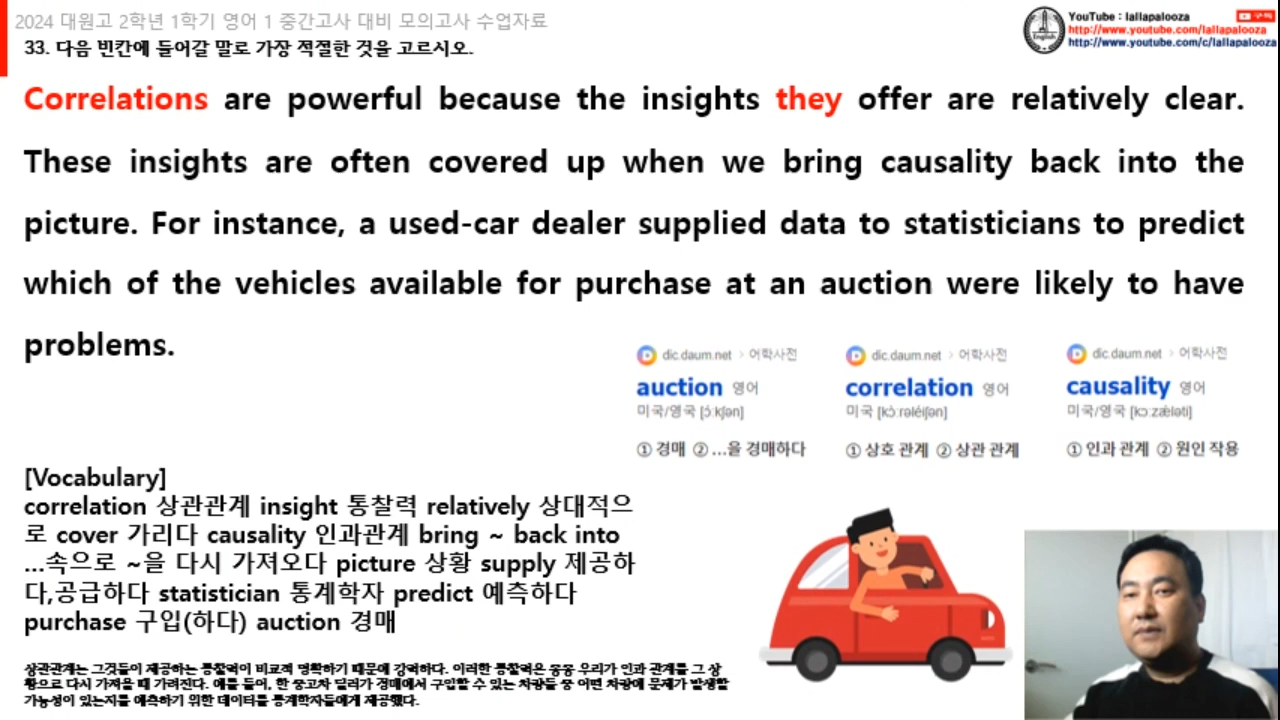 2024 대원고 2학년 1학기 영어 1 중간고사 대비 모의고사 수업자료
33. 다음 빈칸에 들어갈 말로 가장 적절한 것을 고르시오.
YouTube : lallapalooza
구독
http://www.youtube.com/lallapalooza
http://www.youtube.com/c/lallapalooza
English
Correlations are powerful because the insights they offer are relatively clear.
These insights are often covered up when we bring causality back into the
picture. For instance, a used-car dealer supplied data to statisticians to predict
which of the vehicles available for purchase at an auction were likely to have
problems.
dic.daum.net › 어학사전
auction 영어
미국/영국 [ɔ́ːkʃən]
① 경매 ② …을 경매하다
dic.daum.net › 어학사전
correlation 영어
미국 [kɔ̀ːrəléiʃən]
① 상호 관계 ② 상관 관계
dic.daum.net › 어학사전
causality 영어
미국/영국 [kɔːzǽləti]
① 인과 관계 ② 원인 작용
[Vocabulary]
correlation 상관관계 insight 통찰력 relatively 상대적으
로 cover 가리다 causality 인과관계 bring ~ back into
…속으로 ~을 다시 가져오다 picture 상황 supply 제공하
다,공급하다 statistician 통계학자 predict 예측하다
purchase 구입(하다) auction 경매
상관관계는 그것들이 제공하는 통찰력이 비교적 명확하기 때문에 강력하다. 이러한 통찰력은 종종 우리가 인과 관계를 그 상
황으로 다시 가져올 때 가려진다. 예를 들어, 한 중고차 딜러가 경매에서 구입할 수 있는 차량들 중 어떤 차량에 문제가 발생할
가능성이 있는지를 예측하기 위한 데이터를 통계학자들에게 제공했다.